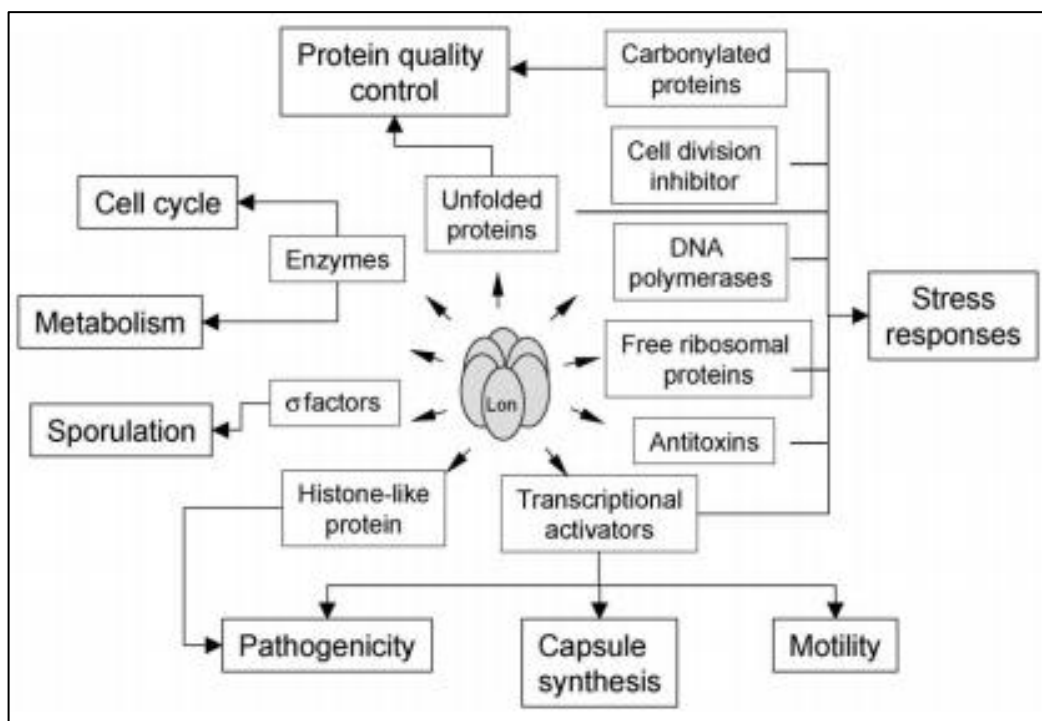 Protein quality
control
Carbonylated
proteins
Cell division
inhibitor
Cell cycle
Unfolded
proteins
Enzymes
DNA
polymerases
Metabolism
Stress
responses
Free ribosomal
proteins
Lon
σ factors
Sporulation
Antitoxins
Histone-like
protein
Transcriptional
activators
Pathogenicity
Capsule
synthesis
Motility